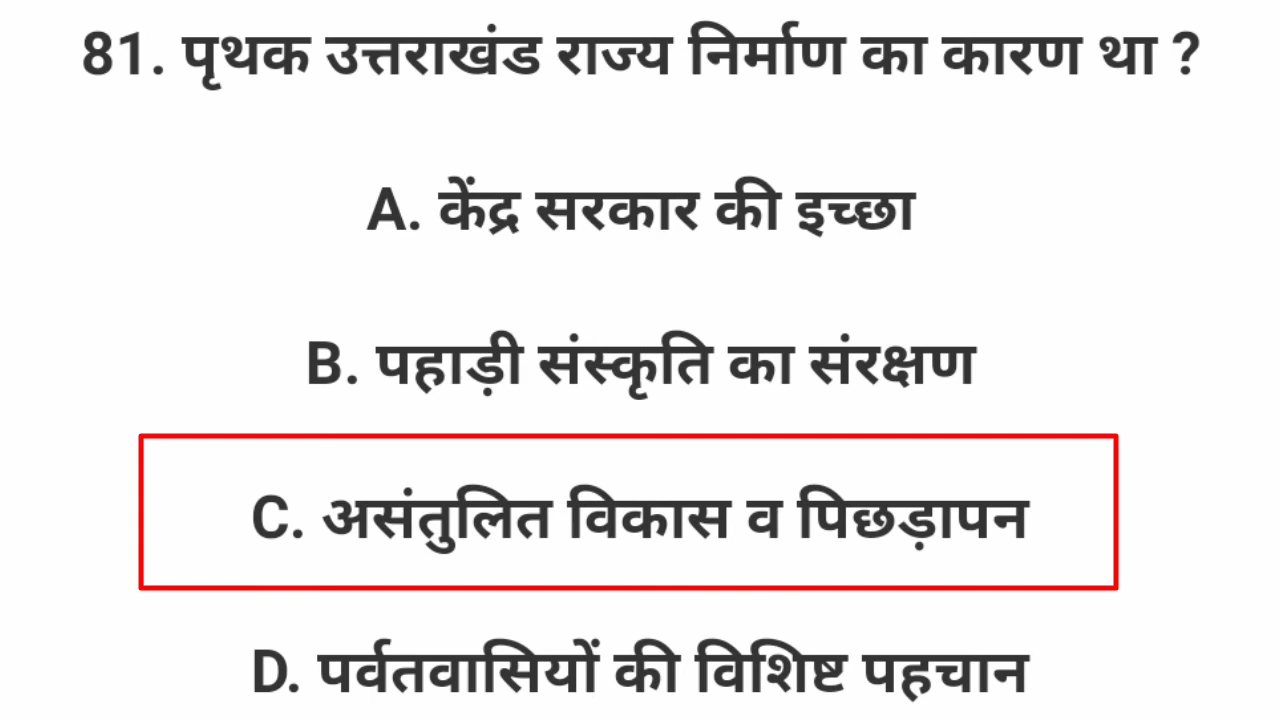 81. पृथक उत्तराखंड राज्य निर्माण का कारण था ?
A. केंद्र सरकार की इच्छा
B. पहाड़ी संस्कृति का संरक्षण
C. असंतुलित विकास व पिछड़ापन
D. पर्वतवासियों की विशिष्ट पहचान